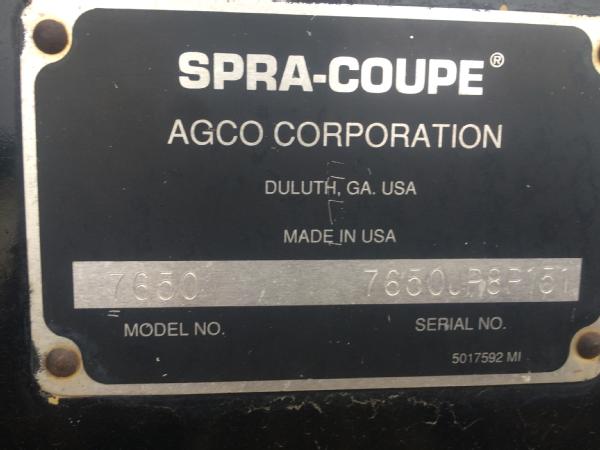 SPRA-COUPE®
AGCO CORPORATION
DULUTH, GA. USA
MADE IN USA
7650
MODEL NO. SERIAL NO.
5017592 MI